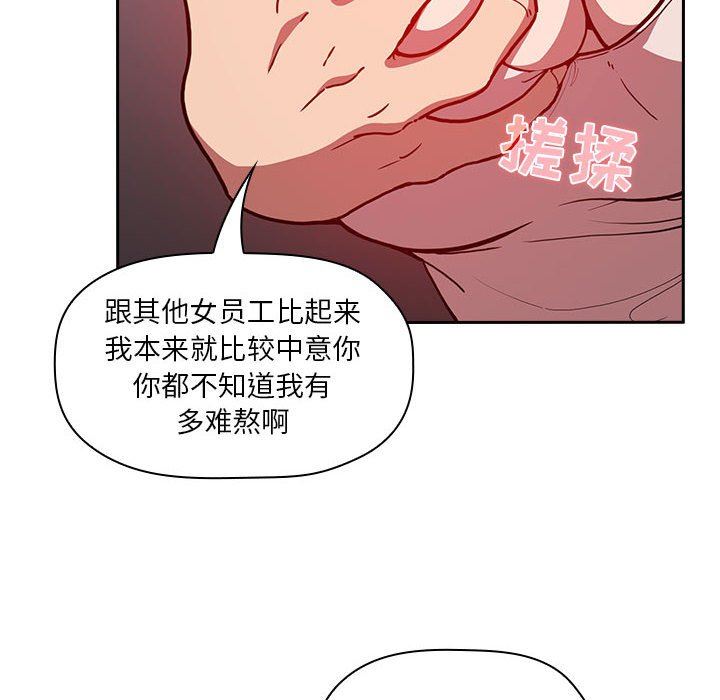 搓揉
跟其他女员工比起来
我本来就比较中意你
你都不知道我有
多难熬啊